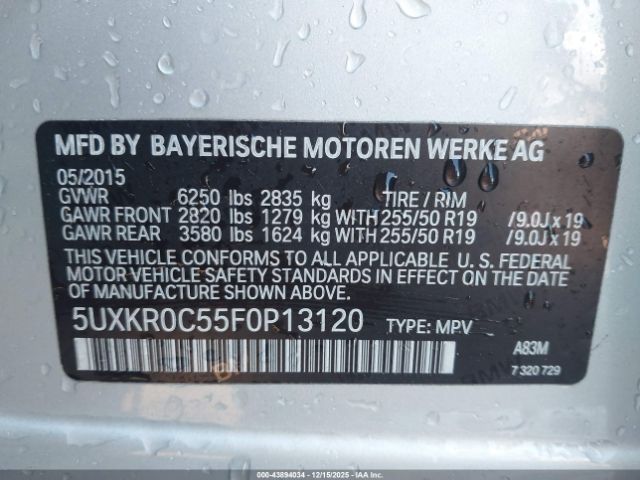 MFD BY BAYERISCHE MOTOREN WERKE AG
05/2015
GVWR 6250 lbs 2835 kg TIRE / RIM
GAWR FRONT 2820 lbs 1279 kg WITH 255/50 R19 /9.0J x 19
GAWR REAR 3580 lbs 1624 kg WITH 255/50 R19 /9.0J x 19
THIS VEHICLE CONFORMS TO ALL APPLICABLE U. S. FEDERAL
MOTOR VEHICLE SAFETY STANDARDS IN EFFECT ON THE DATE
OF MANUFACTURE SHOWN ABOVE.
5UXKR0C55F0P13120 TYPE: MPV
A83M
7 320 729
000-43894034 - 12/15/2025 - IAAI.COM